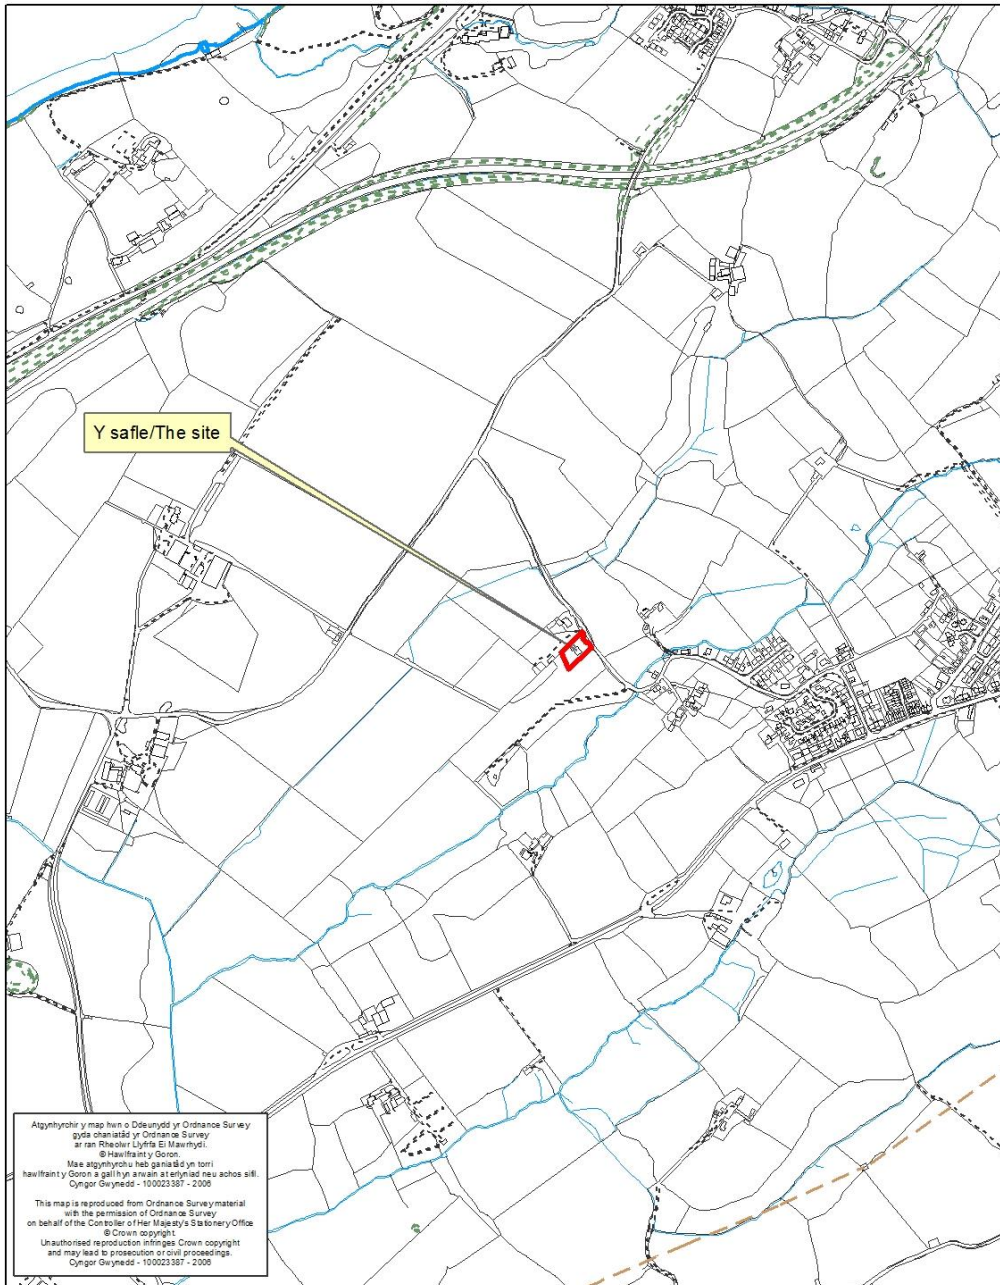 Y safle/The site
Atgynhyrchir y map hwn o Ddeunydd yr Ordnance Survey
gyda chaniatâd yr Ordnance Survey
ar ran Rheolwr Llyfrfa Ei Mawrhydi.
© Hawlfraint y Goron.
Mae atgynhyrchu heb ganiatâd yn torri
hawlfraint y Goron a gall hyn arwain at erlyniad neu achos sifil.
Cyngor Gwynedd - 100023387 - 2006
This map is reproduced from Ordnance Survey material
with the permission of Ordnance Survey
on behalf of the Controller of Her Majesty's Stationery Office
© Crown copyright.
Unauthorised reproduction infringes Crown copyright
and may lead to prosecution or civil proceedings.
Cyngor Gwynedd - 100023387 - 2006